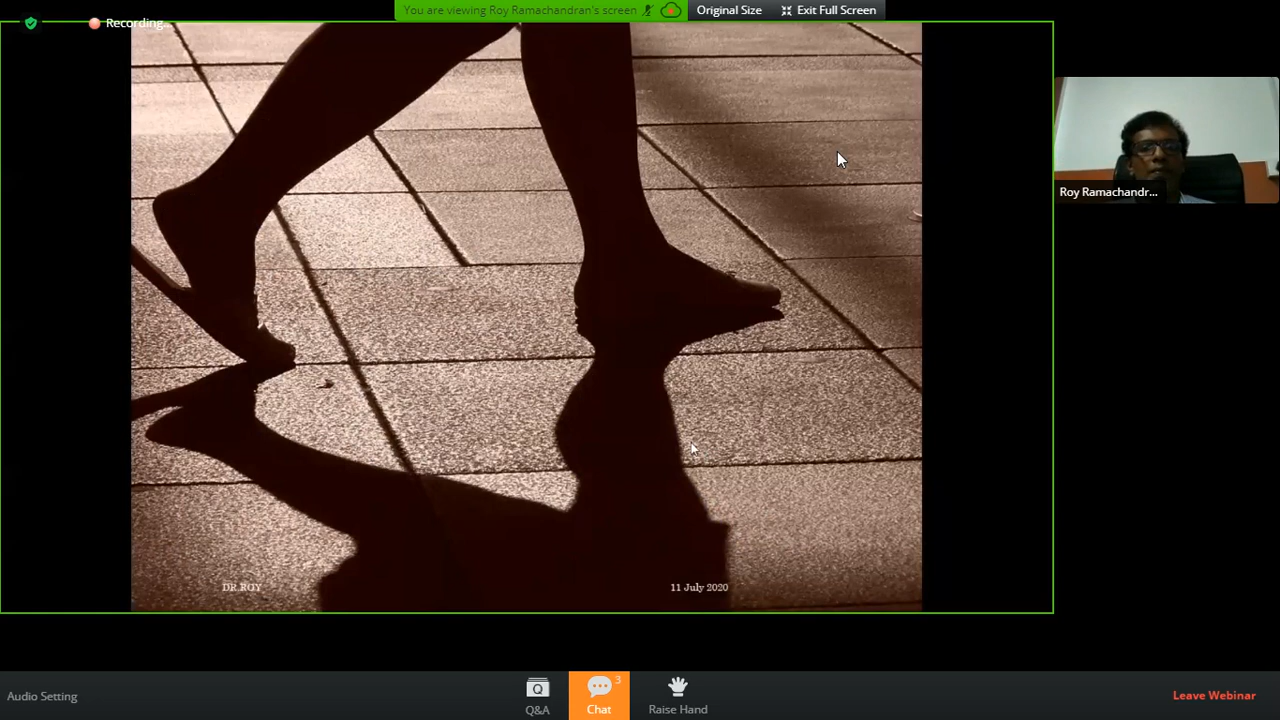 You are viewing Roy Ramachandran's screen
Original Size
Exit Full Screen
Recording...
Roy Ramachandr...
DR.ROY
11 July 2020
Audio Setting
Q
Q&A
3
Chat
Raise Hand
Leave Webinar